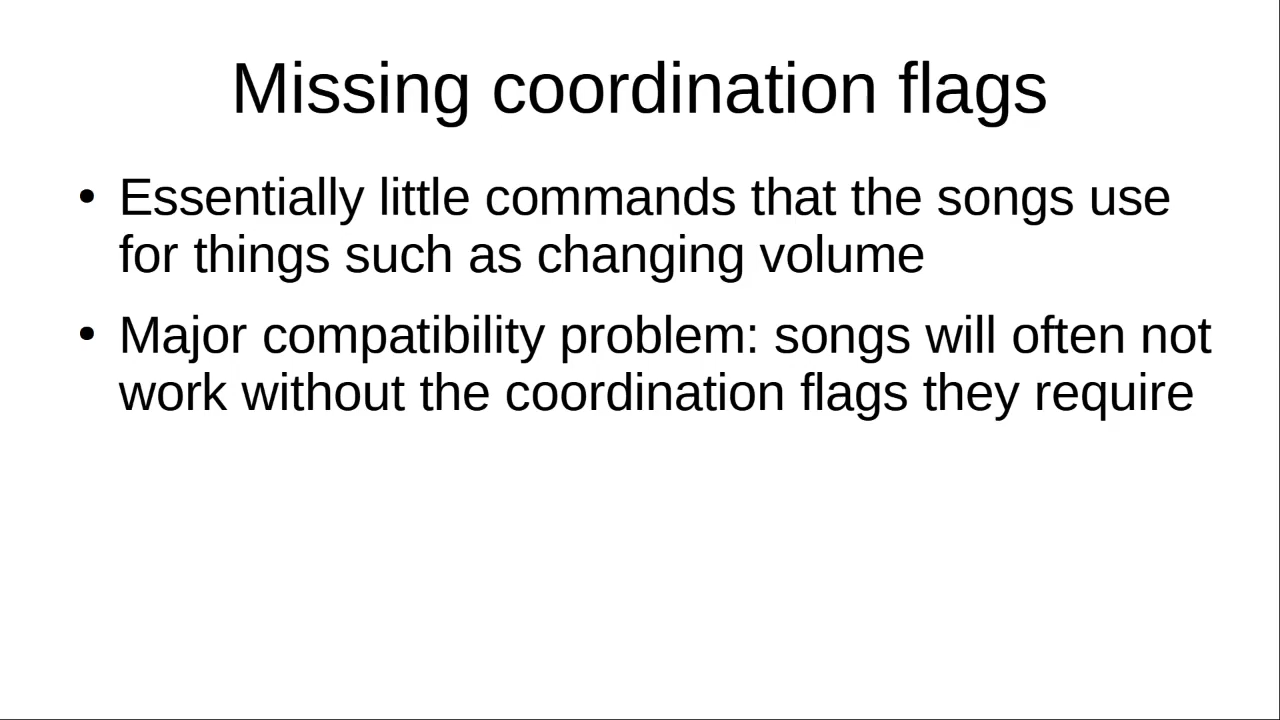 Missing coordination flags
• Essentially little commands that the songs use
for things such as changing volume
• Major compatibility problem: songs will often not
work without the coordination flags they require